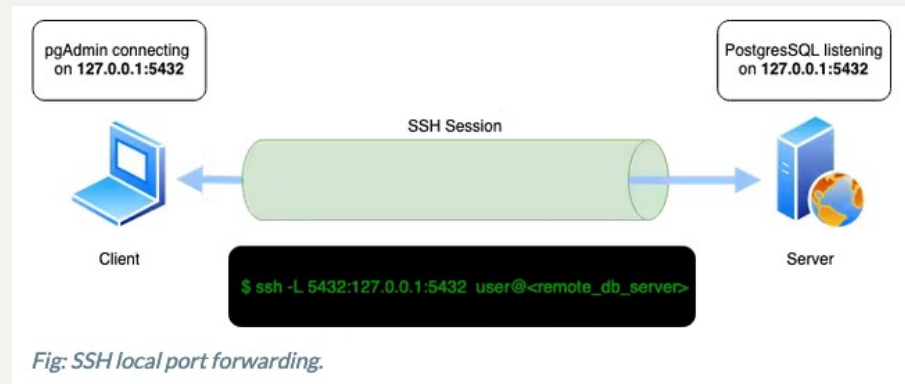 pgAdmin connecting
on 127.0.0.1:5432
PostgresSQL listening
on 127.0.0.1:5432
SSH Session
Client
Server
$ ssh -L 5432:127.0.0.1:5432 user@<remote_db_server>
Fig: SSH local port forwarding.